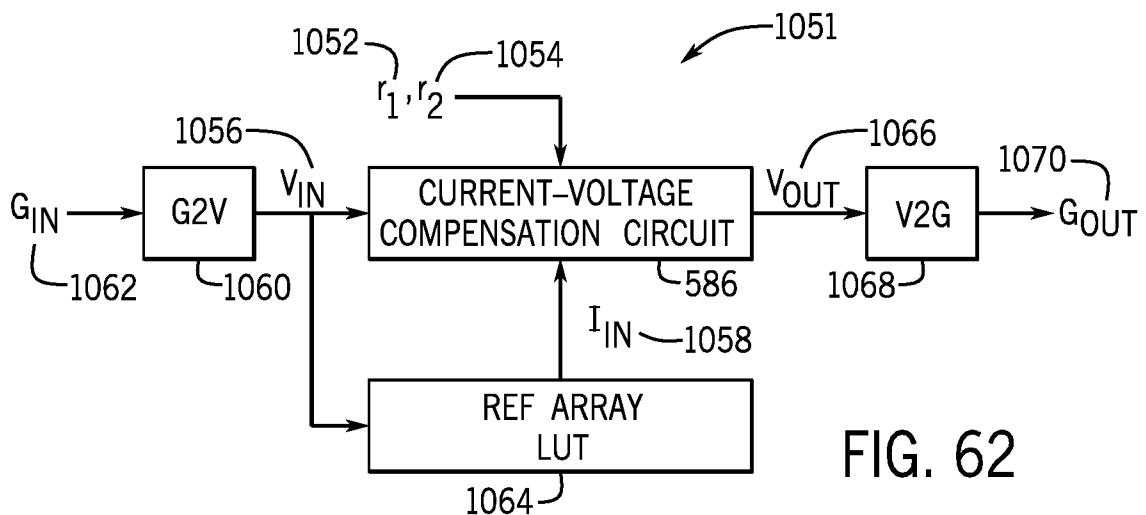 1051
1052
1054
r1, r2
1056
VIN
1066
VOUT
1070
GIN
G2V
CURRENT–VOLTAGE
COMPENSATION CIRCUIT
V2G
GOUT
1062
1060
586
1068
IIN
1058
REF ARRAY
LUT
1064
FIG. 62